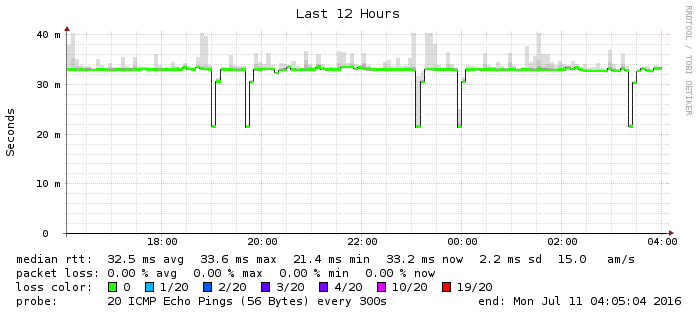 Last 12 Hours
RRDTOOL / TOBI OETIKER
Seconds
40 m
30 m
20 m
10 m
0
18:00 20:00 22:00 00:00 02:00 04:00
median rtt: 32.5 ms avg 33.6 ms max 21.4 ms min 33.2 ms now 2.2 ms sd 15.0 am/s
packet loss: 0.00 % avg 0.00 % max 0.00 % min 0.00 % now
loss color: 0 1/20 2/20 3/20 4/20 10/20 19/20
probe: 20 ICMP Echo Pings (56 Bytes) every 300s end: Mon Jul 11 04:05:04 2016